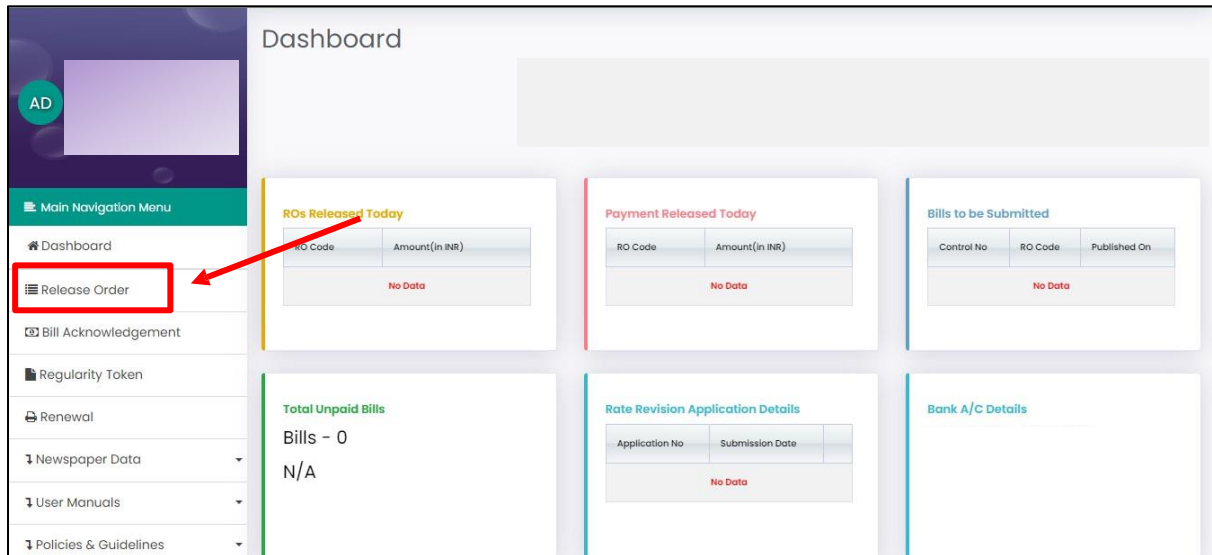 Dashboard
AD
Main Navigation Menu
Dashboard
Release Order
Bill Acknowledgement
Regularity Token
Renewal
Newspaper Data
User Manuals
Policies & Guidelines
ROs Released Today
RO Code Amount(in INR)
No Data
Payment Released Today
RO Code Amount(in INR)
No Data
Bills to be Submitted
Control No RO Code Published On
No Data
Total Unpaid Bills
Bills - 0
N/A
Rate Revision Application Details
Application No Submission Date
No Data
Bank A/C Details